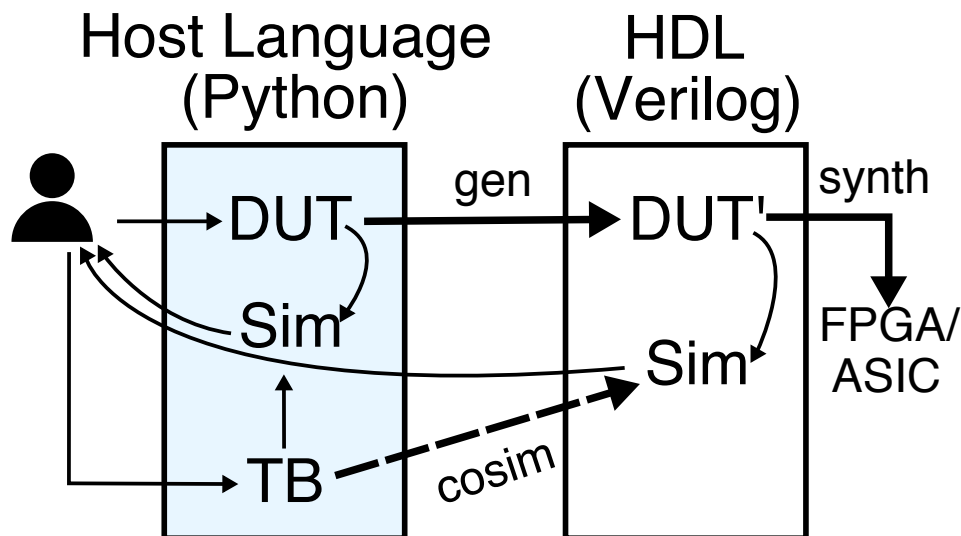 Host Language
(Python)
HDL
(Verilog)
gen
synth
DUT
DUT'
Sim
Sim
FPGA/
ASIC
TB
cosim